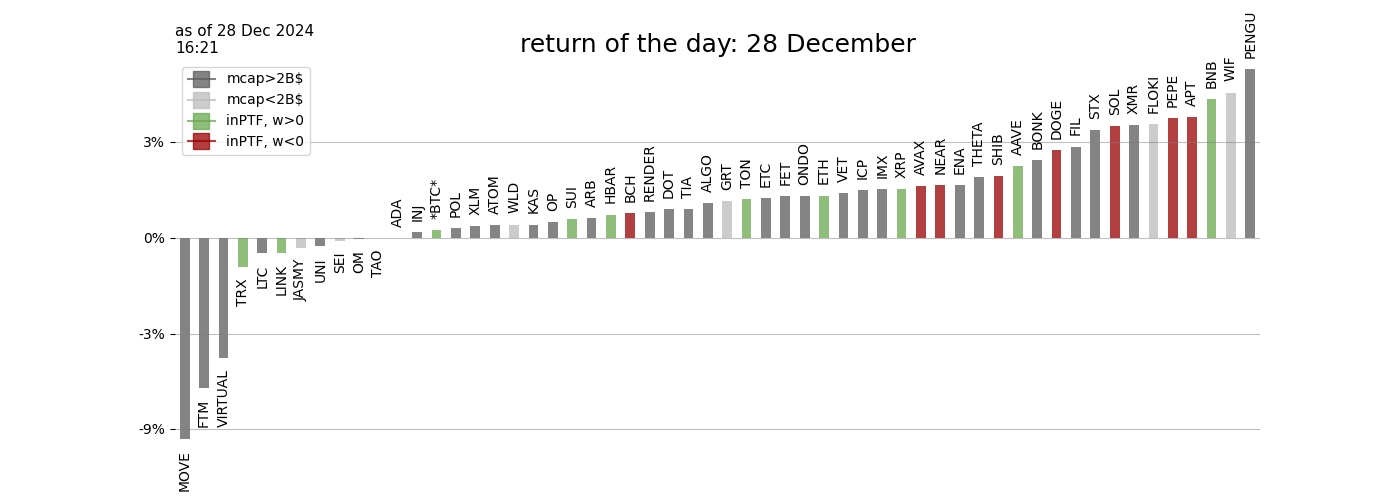 as of 28 Dec 2024
16:21
return of the day: 28 December
mcap>2B$
mcap<2B$
inPTF, w>0
inPTF, w<0
3%
0%
-3%
-9%
MOVE
FTM
VIRTUAL
TRX
LTC
LINK
JASMY
UNI
SEI
OM
TAO
ADA
INJ
*BTC*
POL
XLM
ATOM
WLD
KAS
OP
SUI
ARB
HBAR
BCH
RENDER
DOT
TIA
ALGO
GRT
TON
ETC
FET
ONDO
ETH
VET
ICP
IMX
XRP
AVAX
NEAR
ENA
THETA
SHIB
AAVE
BONK
DOGE
FIL
STX
SOL
XMR
FLOKI
PEPE
APT
BNB
WIF
PENGU